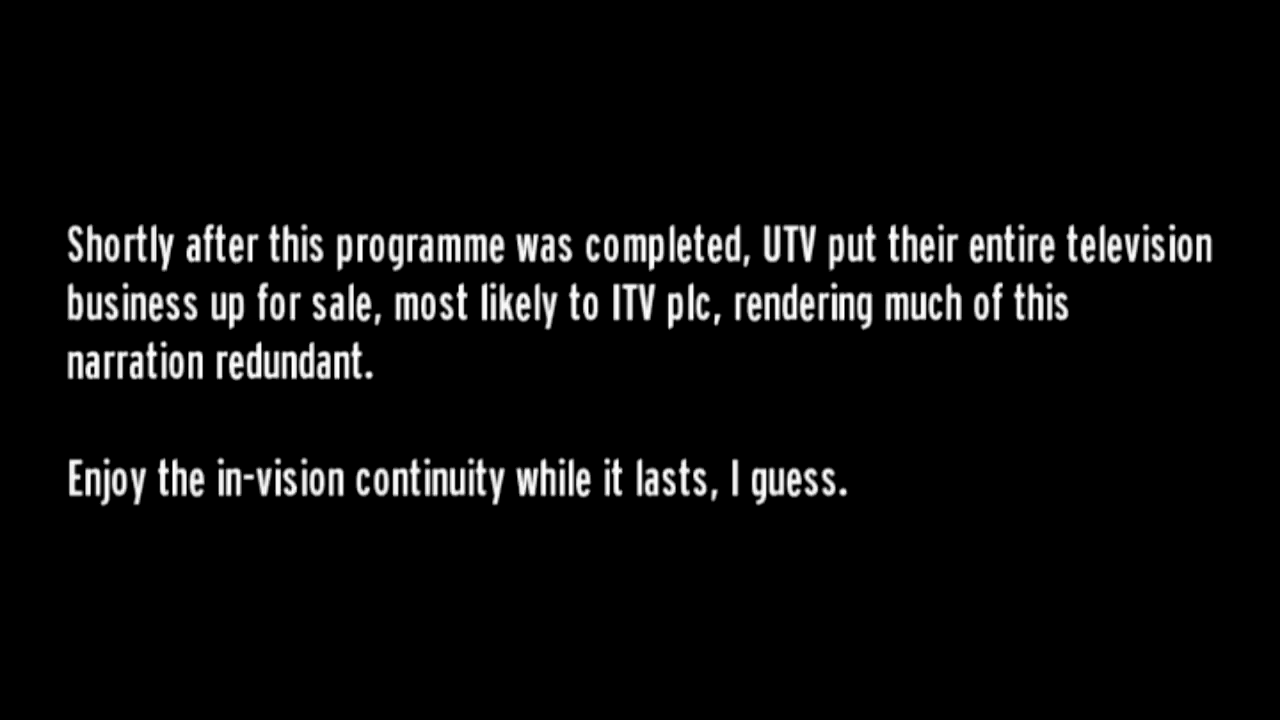 Shortly after this programme was completed, UTV put their entire television
business up for sale, most likely to ITV plc, rendering much of this
narration redundant.
Enjoy the in-vision continuity while it lasts, I guess.